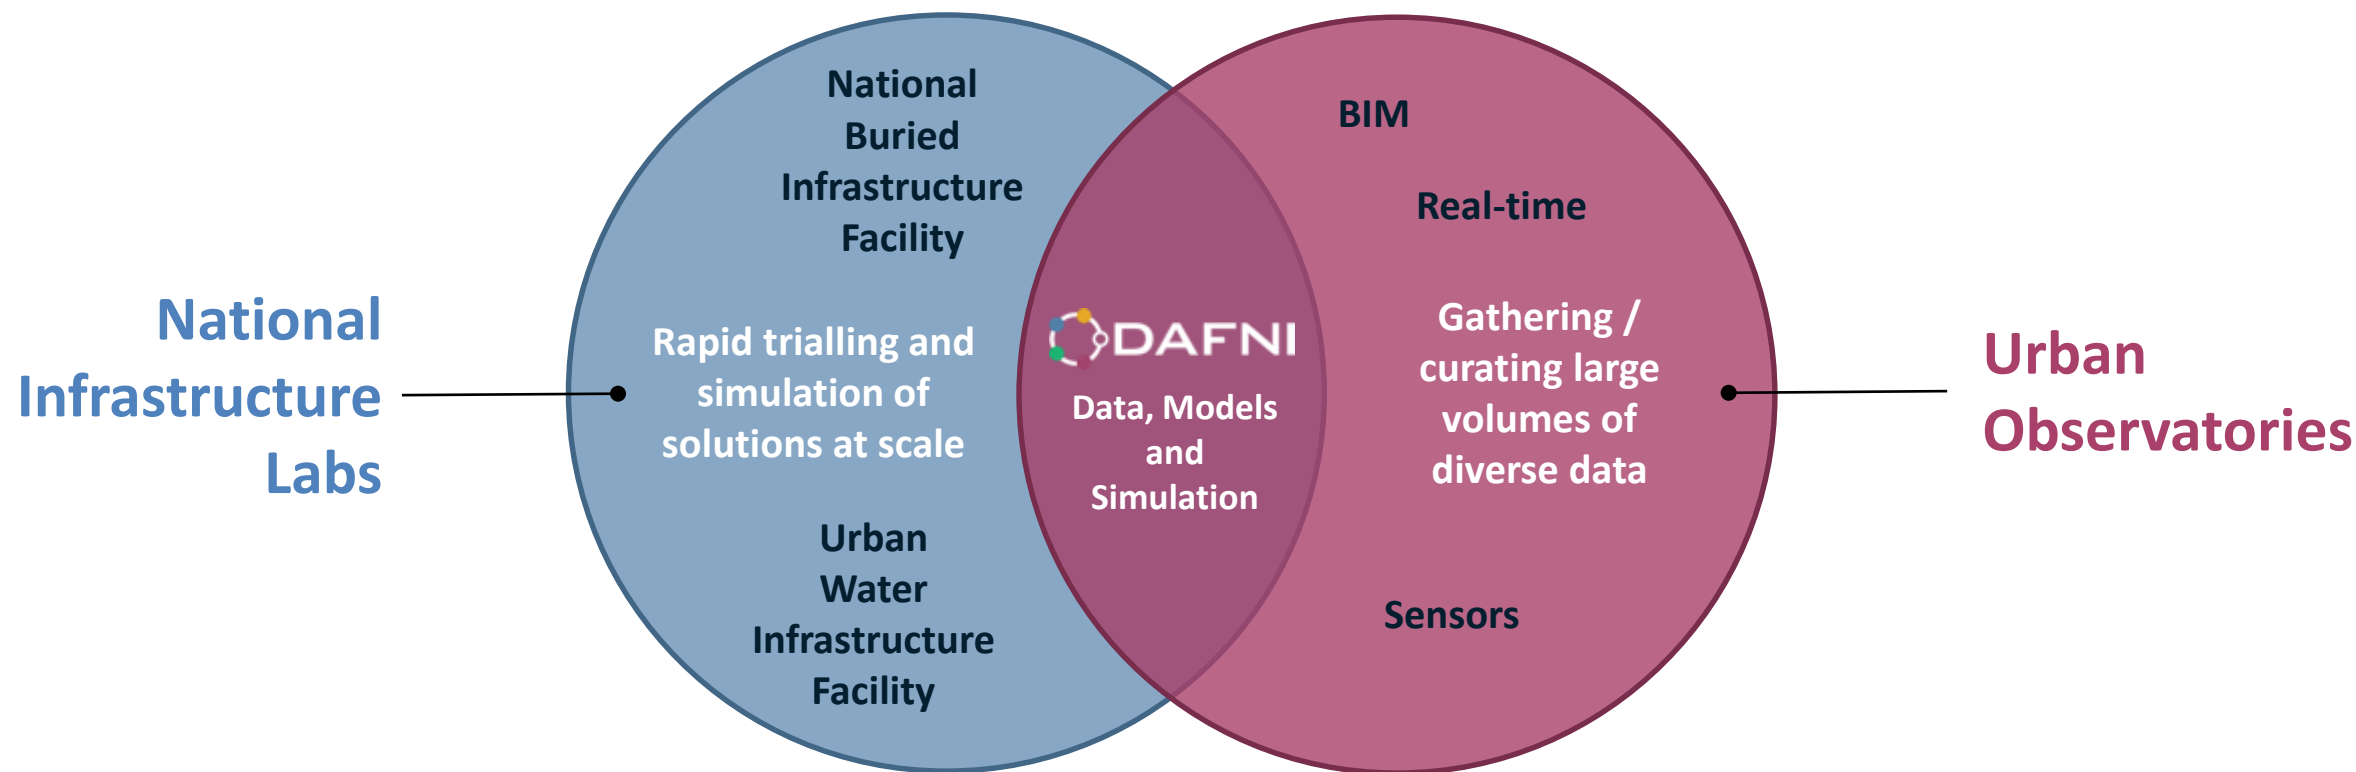 National
Infrastructure
Labs
National
Buried
Infrastructure
Facility
Rapid trialling and
simulation of
solutions at scale
Urban
Water
Infrastructure
Facility
DAFNI
Data, Models
and
Simulation
BIM
Real-time
Gathering /
curating large
volumes of
diverse data
Sensors
Urban
Observatories